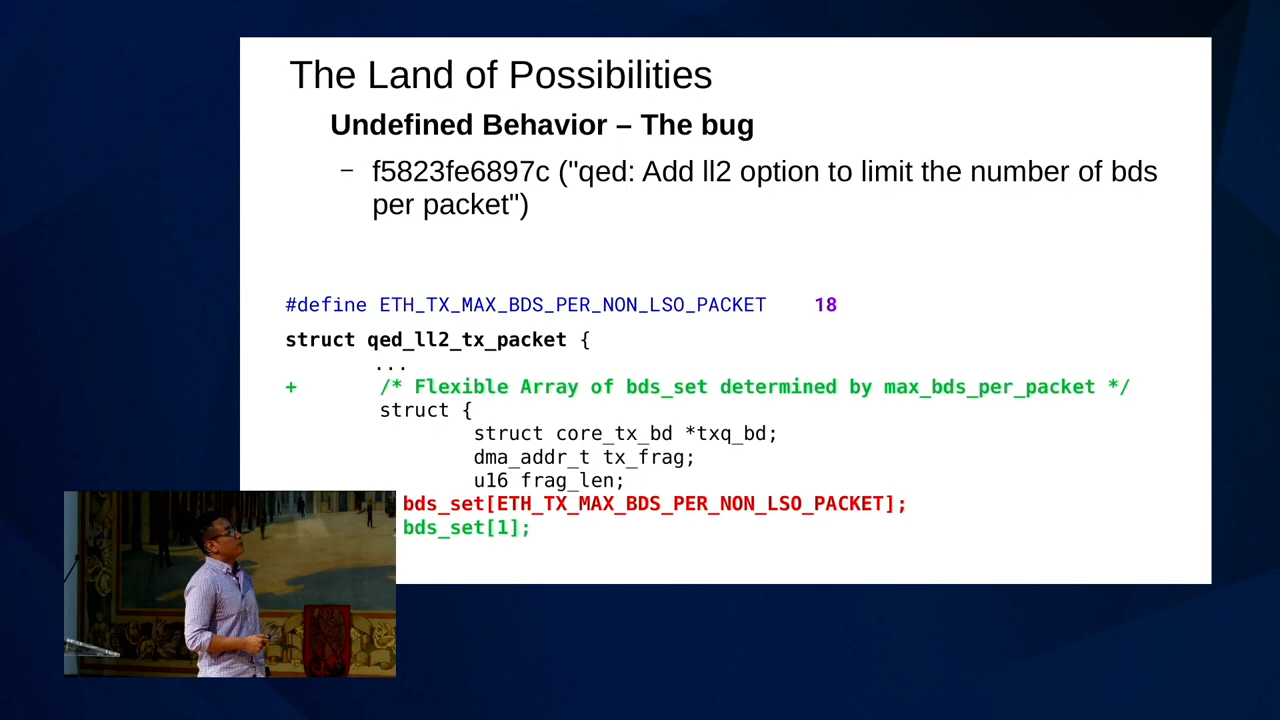 The Land of Possibilities
Undefined Behavior – The bug
– f5823fe6897c ("qed: Add ll2 option to limit the number of bds
per packet")
#define ETH_TX_MAX_BDS_PER_NON_LSO_PACKET 18
struct qed_ll2_tx_packet {
...
+ /* Flexible Array of bds_set determined by max_bds_per_packet */
struct {
struct core_tx_bd *txq_bd;
dma_addr_t tx_frag;
u16 frag_len;
bds_set[ETH_TX_MAX_BDS_PER_NON_LSO_PACKET];
bds_set[1];